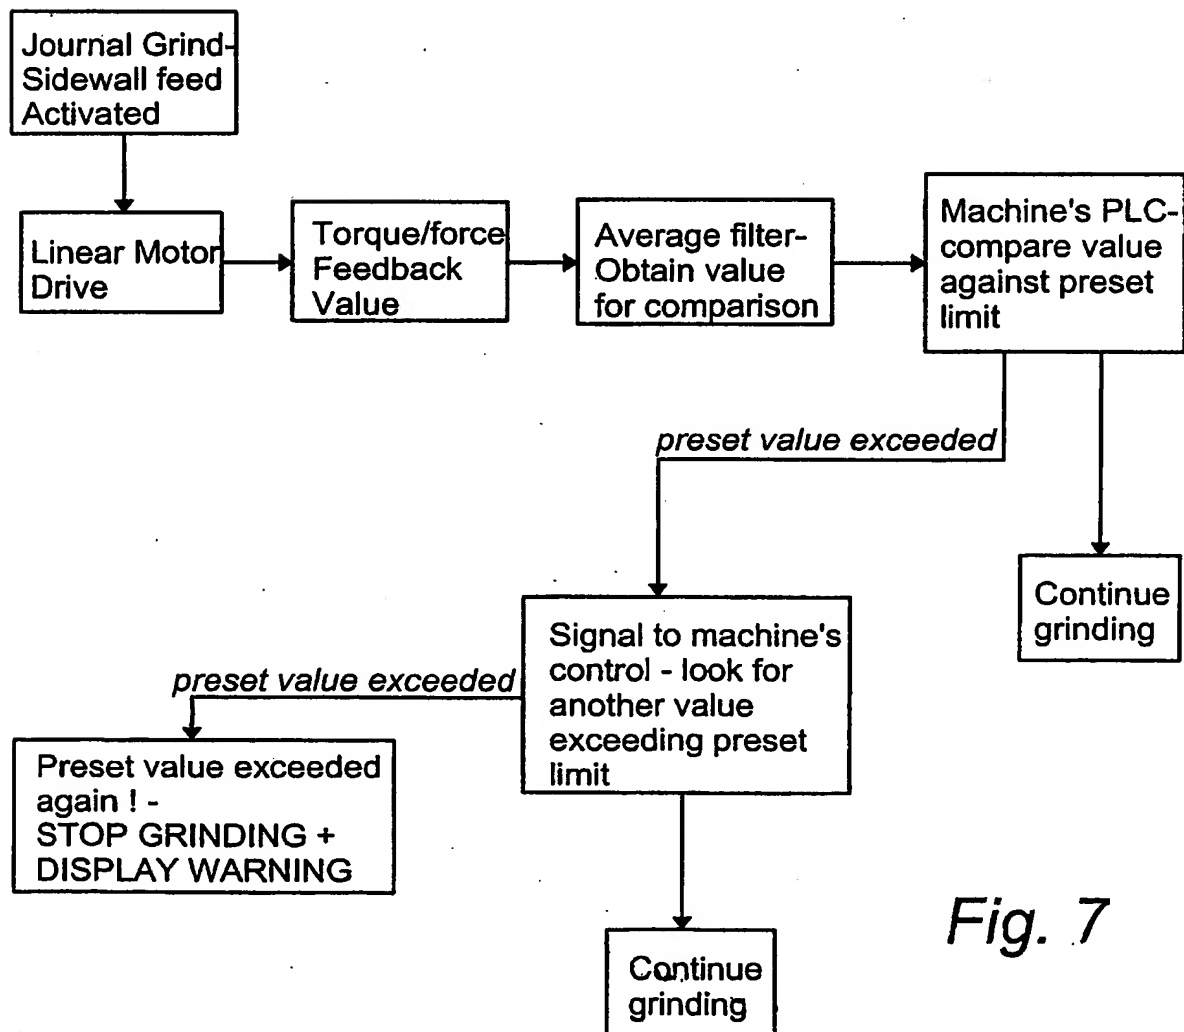 Journal Grind-
Sidewall feed
Activated
Linear Motor
Drive
Torque/force
Feedback
Value
Average filter-
Obtain value
for comparison
Machine's PLC-
compare value
against preset
limit
preset value exceeded
Continue
grinding
Signal to machine's
control - look for
another value
exceeding preset
limit
preset value exceeded
Preset value exceeded
again ! -
STOP GRINDING +
DISPLAY WARNING
Continue
grinding
Fig. 7